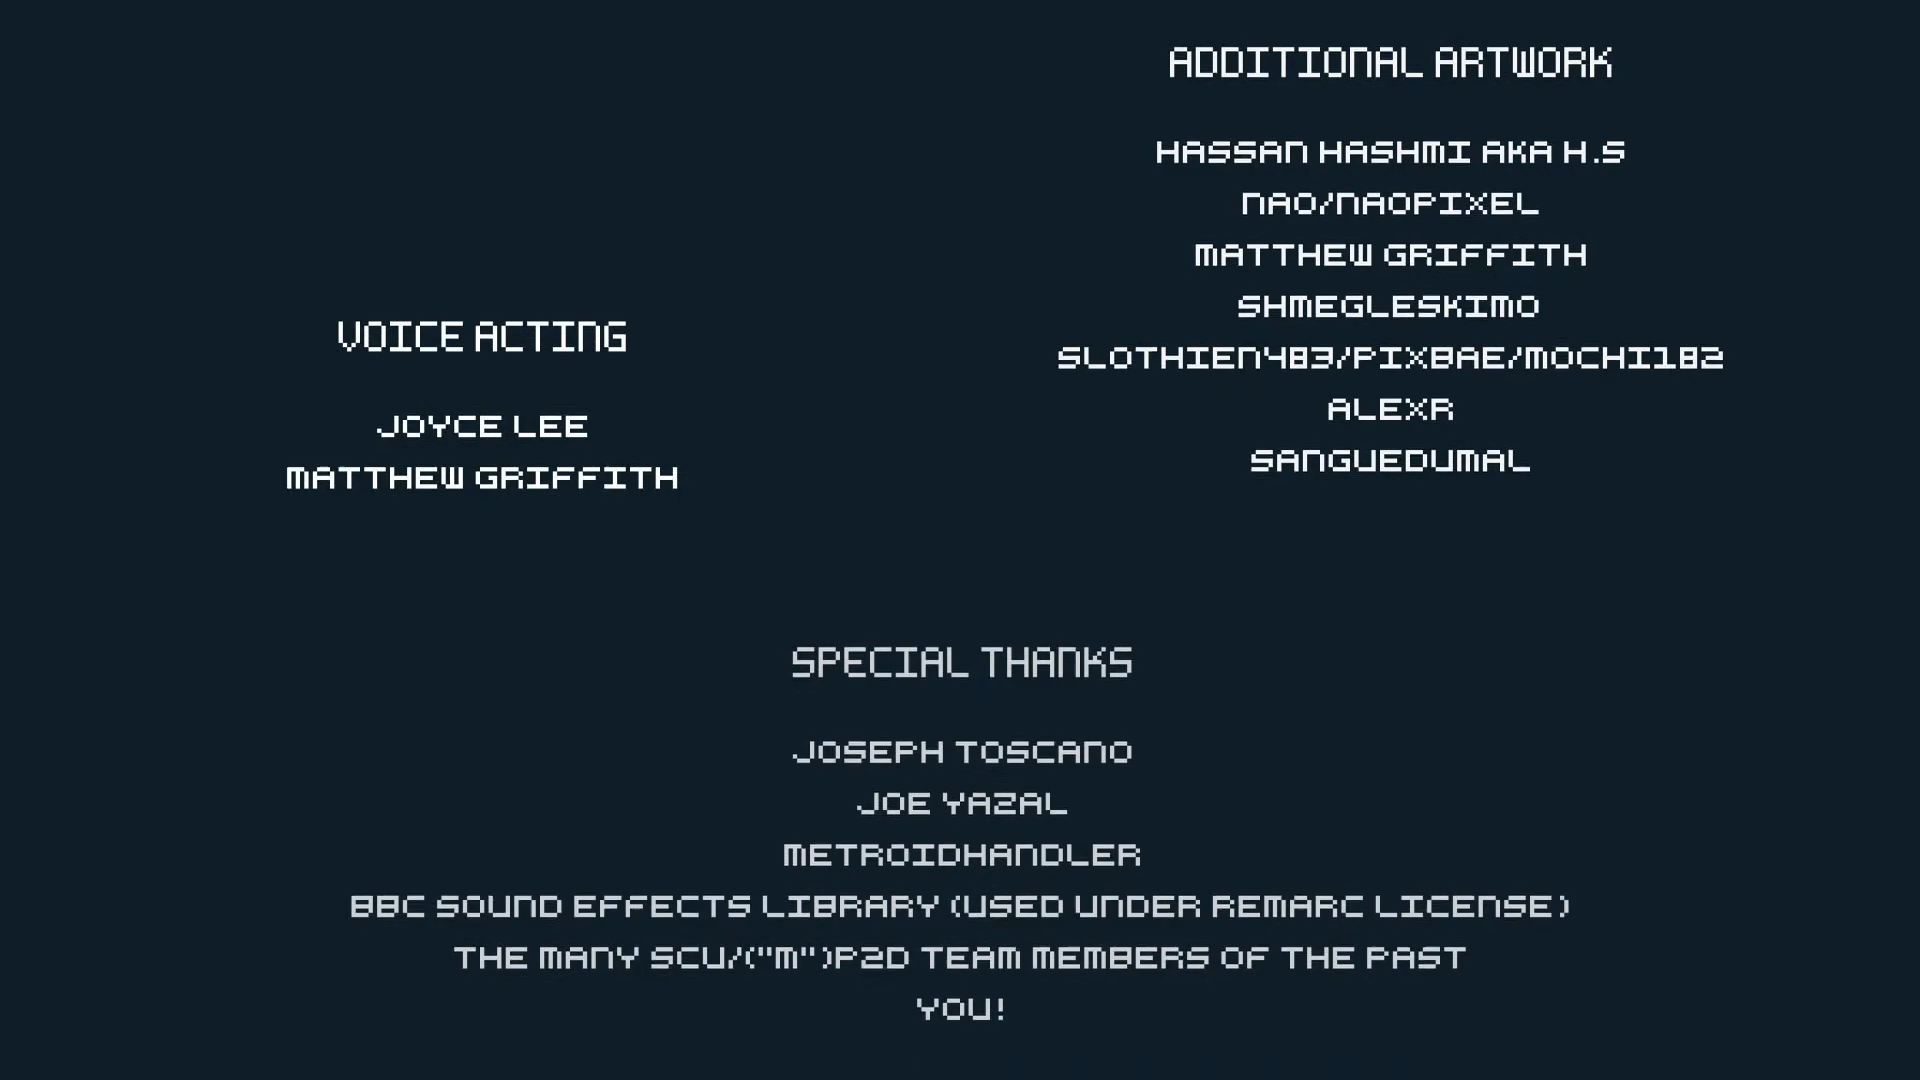 VOICE ACTING
JOYCE LEE
MATTHEW GRIFFITH
ADDITIONAL ARTWORK
HASSAN HASHMI AKA H.S
NAO/NAOPIXEL
MATTHEW GRIFFITH
SHMEGLESKIMO
SLOTHIEN483/PIXBAE/MOCHI182
ALEXR
SANGUEDUMAL
SPECIAL THANKS
JOSEPH TOSCANO
JOE YAZAL
METROIDHANDLER
BBC SOUND EFFECTS LIBRARY (USED UNDER REMARC LICENSE)
THE MANY SCU/("M")P2D TEAM MEMBERS OF THE PAST
YOU!